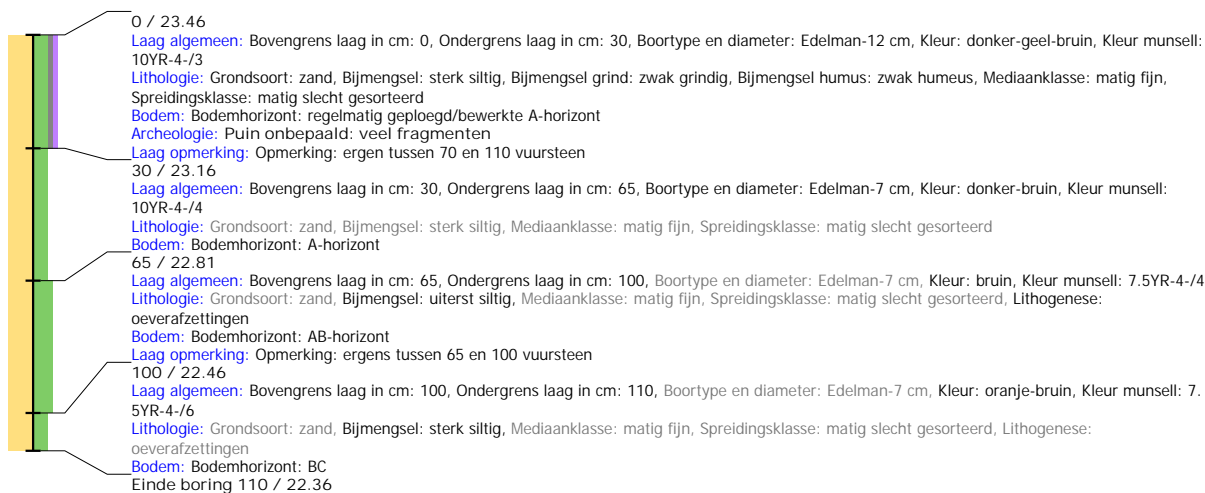 0 / 23.46
Laag algemeen: Bovengrens laag in cm: 0, Ondergrens laag in cm: 30, Boortype en diameter: Edelman-12 cm, Kleur: donker-geel-bruin, Kleur munsell:
10YR-4-/3
Lithologie: Grondsoort: zand, Bijmengsel: sterk siltig, Bijmengsel grind: zwak grindig, Bijmengsel humus: zwak humeus, Mediaanklasse: matig fijn,
Spreidingsklasse: matig slecht gesorteerd
Bodem: Bodemhorizont: regelmatig geploegd/bewerkte A-horizont
Archeologie: Puin onbepaald: veel fragmenten
Laag opmerking: Opmerking: ergen tussen 70 en 110 vuursteen
30 / 23.16
Laag algemeen: Bovengrens laag in cm: 30, Ondergrens laag in cm: 65, Boortype en diameter: Edelman-7 cm, Kleur: donker-bruin, Kleur munsell:
10YR-4-/4
Lithologie: Grondsoort: zand, Bijmengsel: sterk siltig, Mediaanklasse: matig fijn, Spreidingsklasse: matig slecht gesorteerd
Bodem: Bodemhorizont: A-horizont
65 / 22.81
Laag algemeen: Bovengrens laag in cm: 65, Ondergrens laag in cm: 100, Boortype en diameter: Edelman-7 cm, Kleur: bruin, Kleur munsell: 7.5YR-4-/4
Lithologie: Grondsoort: zand, Bijmengsel: uiterst siltig, Mediaanklasse: matig fijn, Spreidingsklasse: matig slecht gesorteerd, Lithogenese:
oeverafzettingen
Bodem: Bodemhorizont: AB-horizont
Laag opmerking: Opmerking: ergens tussen 65 en 100 vuursteen
100 / 22.46
Laag algemeen: Bovengrens laag in cm: 100, Ondergrens laag in cm: 110, Boortype en diameter: Edelman-7 cm, Kleur: oranje-bruin, Kleur munsell: 7.
5YR-4-/6
Lithologie: Grondsoort: zand, Bijmengsel: sterk siltig, Mediaanklasse: matig fijn, Spreidingsklasse: matig slecht gesorteerd, Lithogenese:
oeverafzettingen
Bodem: Bodemhorizont: BC
Einde boring 110 / 22.36